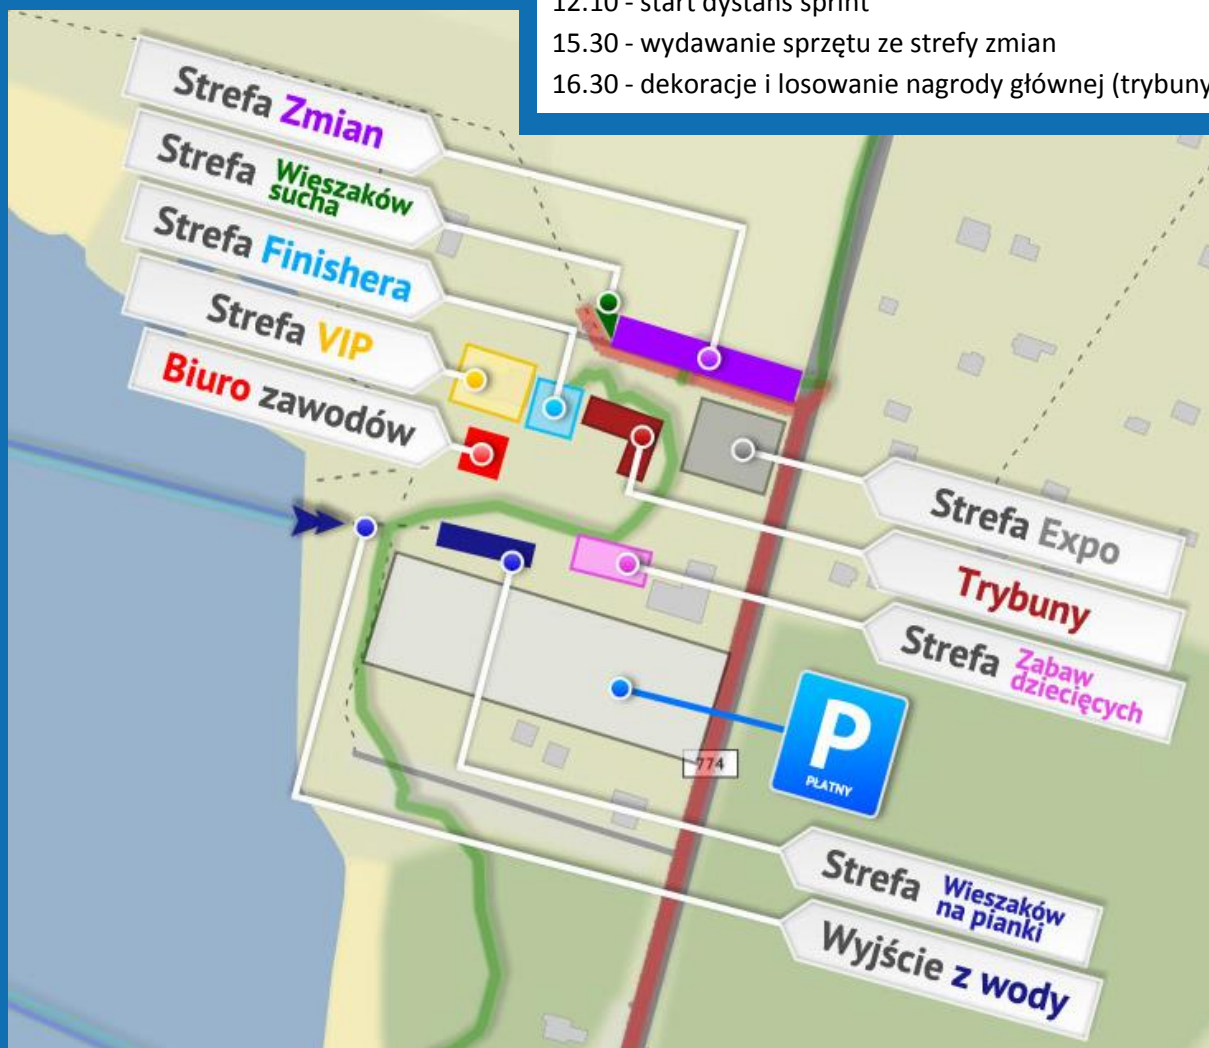 12.10 - start dystans sprint
15.30 - wydawanie sprzętu ze strefy zmian
16.30 - dekoracje i losowanie nagrody głównej (trybuny
Strefa Zmian
Strefa Wieszaków
sucha
Strefa Finishera
Strefa VIP
Biuro zawodów
Strefa Expo
Trybuny
Strefa Zabaw
dziecięcych
P
PŁATNY
774
Strefa Wieszaków
na pianki
Wyjście z wody